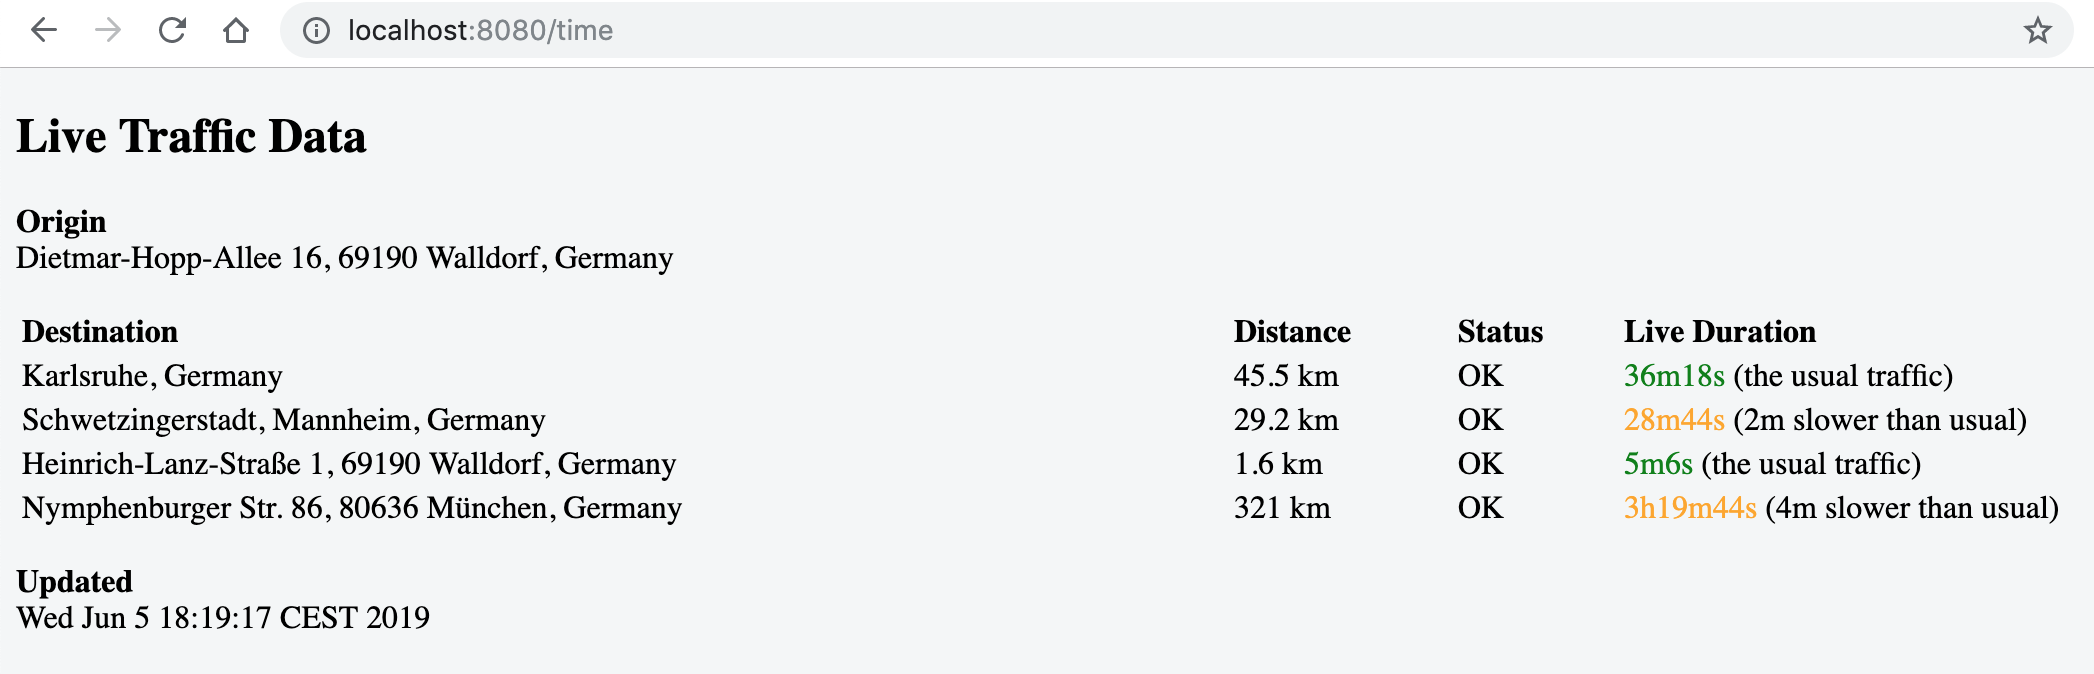 localhost:8080/time
Live Traffic Data
Origin
Dietmar-Hopp-Allee 16, 69190 Walldorf, Germany
Destination Distance Status Live Duration
Karlsruhe, Germany 45.5 km OK 36m18s (the usual traffic)
Schwetzingerstadt, Mannheim, Germany 29.2 km OK 28m44s (2m slower than usual)
Heinrich-Lanz-Straße 1, 69190 Walldorf, Germany 1.6 km OK 5m6s (the usual traffic)
Nymphenburger Str. 86, 80636 München, Germany 321 km OK 3h19m44s (4m slower than usual)
Updated
Wed Jun 5 18:19:17 CEST 2019